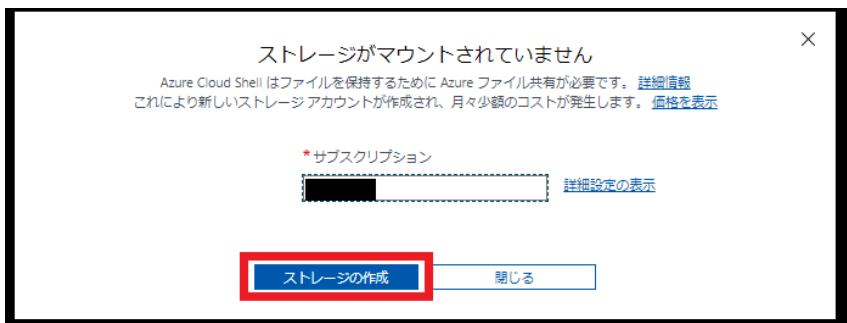 ストレージがマウントされていません
Azure Cloud Shell はファイルを保持するために Azure ファイル共有が必要です。 詳細情報
これにより新しいストレージ アカウントが作成され、月々少額のコストが発生します。 価格を表示
*サブスクリプション
詳細設定の表示
ストレージの作成
閉じる